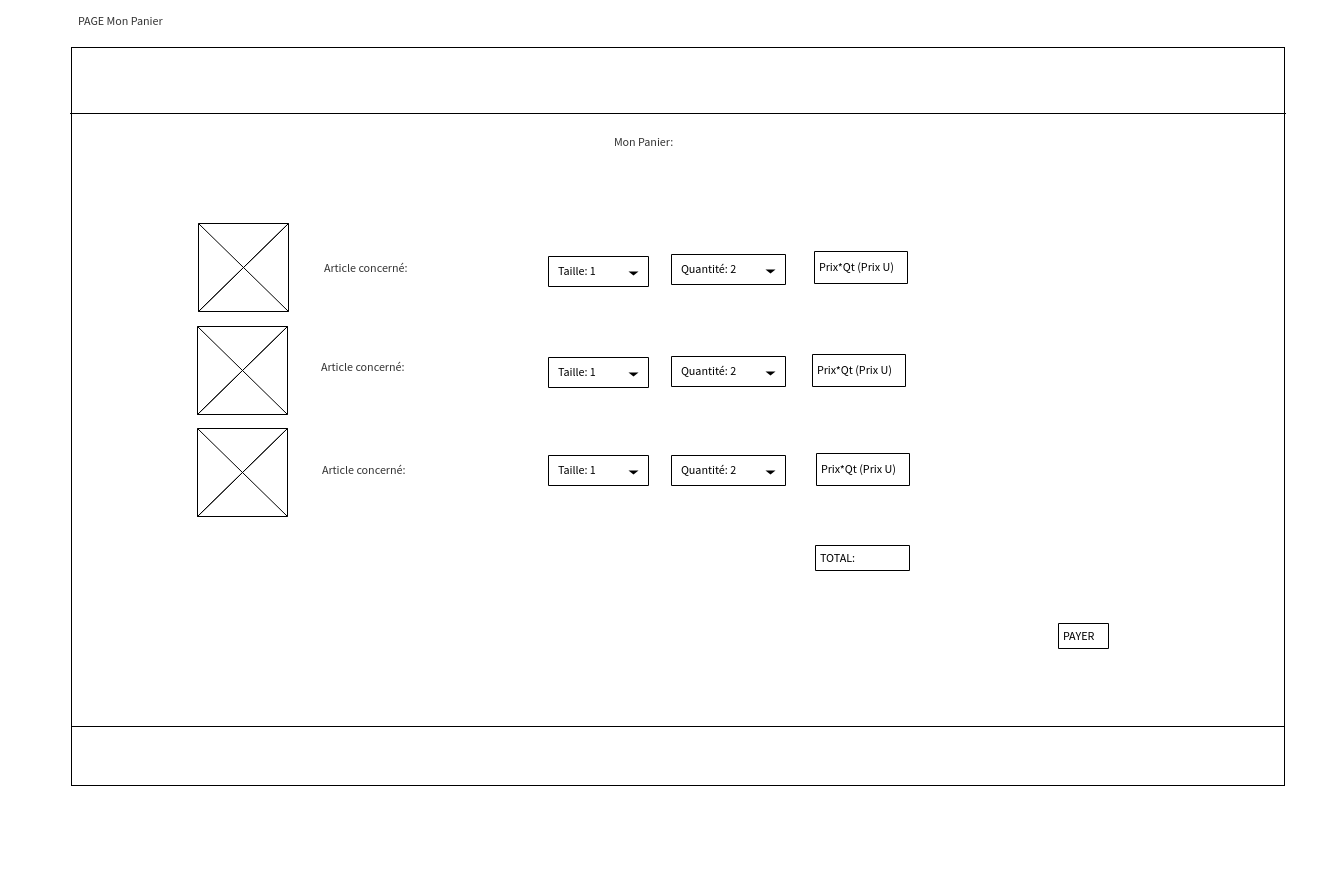 PAGE Mon Panier
Mon Panier:
Article concerné:
Taille: 1
Quantité: 2
Prix*Qt (Prix U)
Article concerné:
Taille: 1
Quantité: 2
Prix*Qt (Prix U)
Article concerné:
Taille: 1
Quantité: 2
Prix*Qt (Prix U)
TOTAL:
PAYER